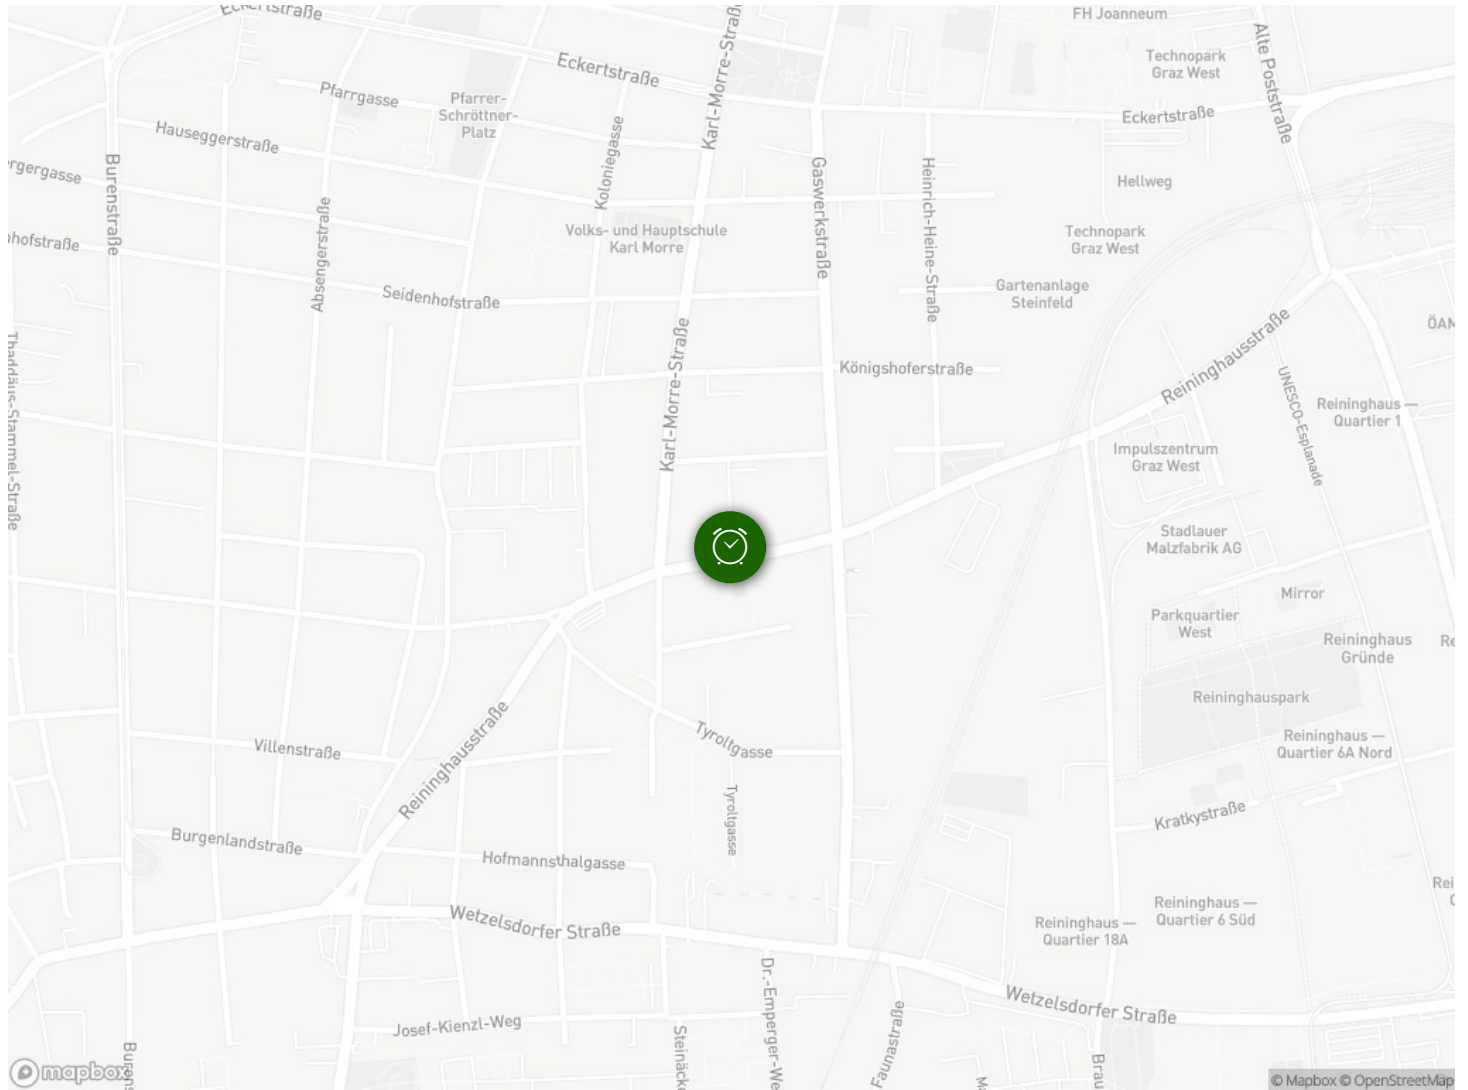 Eckertstraße
FH Joanneum
Alte Poststraße
Technopark
Graz West
Karl-Morre-Straße
Eckertstraße
Pfarrgasse
Pfarrer-
Schröttner-
Platz
Eckertstraße
Hauseggerstraße
Koloniegasse
Burenstraße
Gaswerkstraße
Heinrich-Heine-Straße
Hellweg
Absengerstraße
Volks- und Hauptschule
Karl Morre
Technopark
Graz West
Seidenhofstraße
Gartenanlage
Steinfeld
Reininghausstraße
Thaddäus-Stammel-Straße
Karl-Morre-Straße
Königshoferstraße
UNESCO-Esplanade
Reininghaus —
Quartier 1
Impulszentrum
Graz West
Stadlauer
Malzfabrik AG
Mirror
Parkquartier
West
Reininghaus
Gründe
Reininghauspark
Reininghausstraße
Villenstraße
Tyroltgasse
Reininghaus —
Quartier 6A Nord
Tyroltgasse
Kratkystraße
Burgenlandstraße
Hofmannsthalgasse
Wetzelsdorfer Straße
Reininghaus —
Quartier 6 Süd
Reininghaus —
Quartier 18A
Wetzelsdorfer Straße
Josef-Kienzl-Weg
Faunastraße
mapbox
© Mapbox © OpenStreetMap